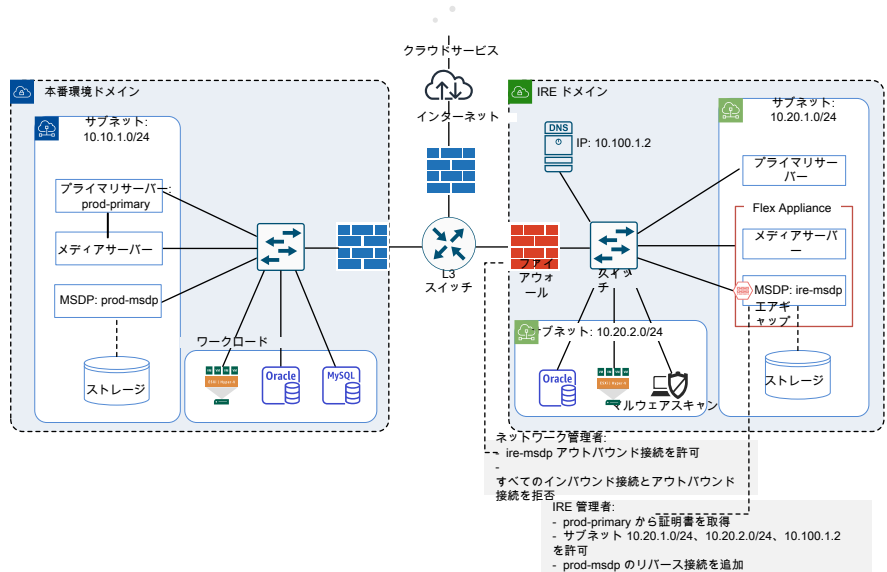 クラウドサービス
インターネット
本番環境ドメイン
サブネット:
10.10.1.0/24
プライマリサーバー:
prod-primary
メディアサーバー
MSDP: prod-msdp
ストレージ
ワークロード
Oracle
MySQL
L3
スイッチ
ファイ
アウォ
ール
IRE ドメイン
DNS
IP: 10.100.1.2
スイッ
チ
サブネット:
10.20.1.0/24
プライマリサー
バー
Flex Appliance
メディアサーバ
ー
MSDP: ire-msdp
エアギ
ャップ
ストレージ
サブネット: 10.20.2.0/24
Oracle
マルウェアスキャン
ネットワーク管理者:
- ire-msdp アウトバウンド接続を許可
-
すべてのインバウンド接続とアウトバウンド
接続を拒否
IRE 管理者:
- prod-primary から証明書を取得
- サブネット 10.20.1.0/24、10.20.2.0/24、10.100.1.2
を許可
- prod-msdp のリバース接続を追加